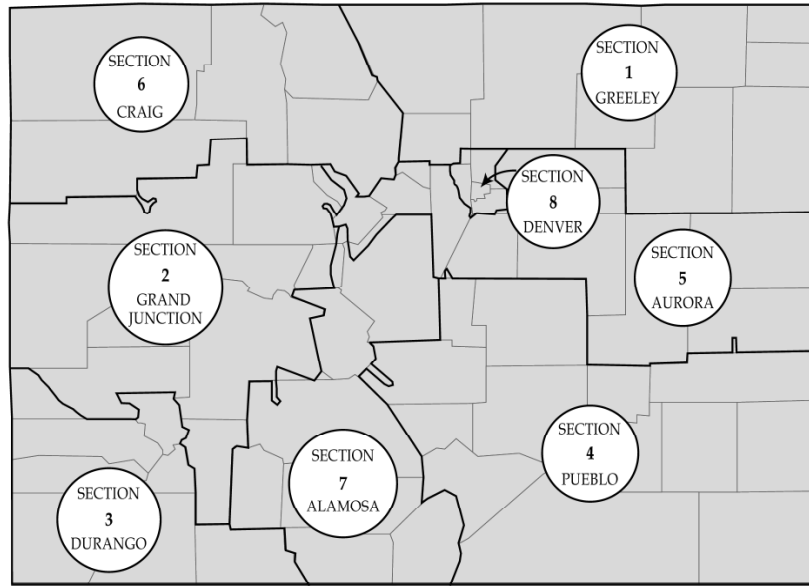 SECTION
6
CRAIG
SECTION
1
GREELEY
SECTION
8
DENVER
SECTION
2
GRAND
JUNCTION
SECTION
5
AURORA
SECTION
7
ALAMOSA
SECTION
4
PUEBLO
SECTION
3
DURANGO